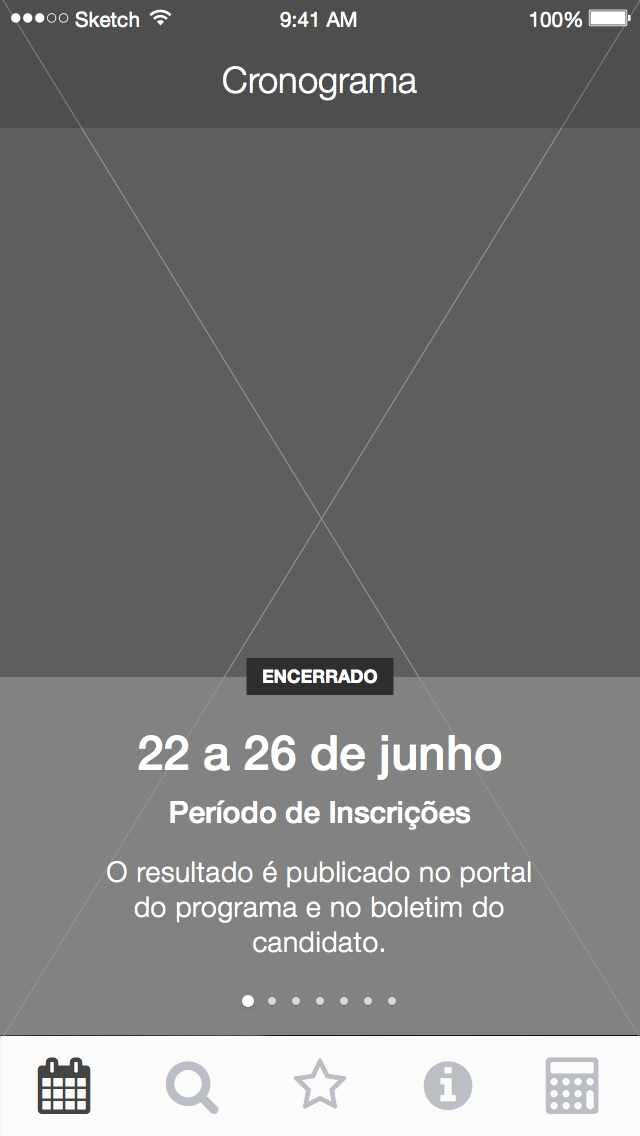 Sketch 9:41 AM 100%
Cronograma
ENCERRADO
22 a 26 de junho
Período de Inscrições
O resultado é publicado no portal
do programa e no boletim do
candidato.